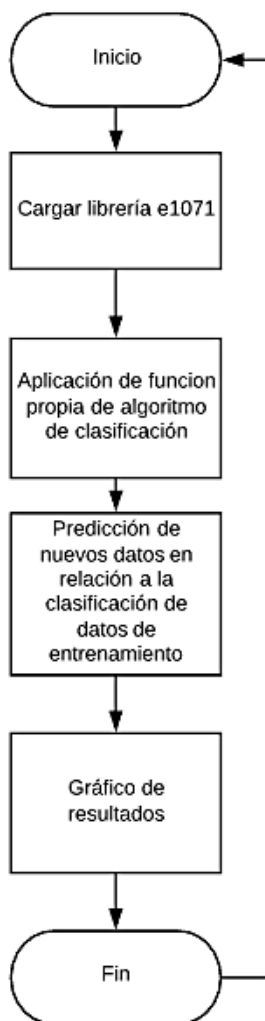 Inicio
Cargar librería e1071
Aplicación de funcion
propia de algoritmo
de clasificación
Predicción de
nuevos datos en
relación a la
clasificación de
datos de
entrenamiento
Gráfico de
resultados
Fin